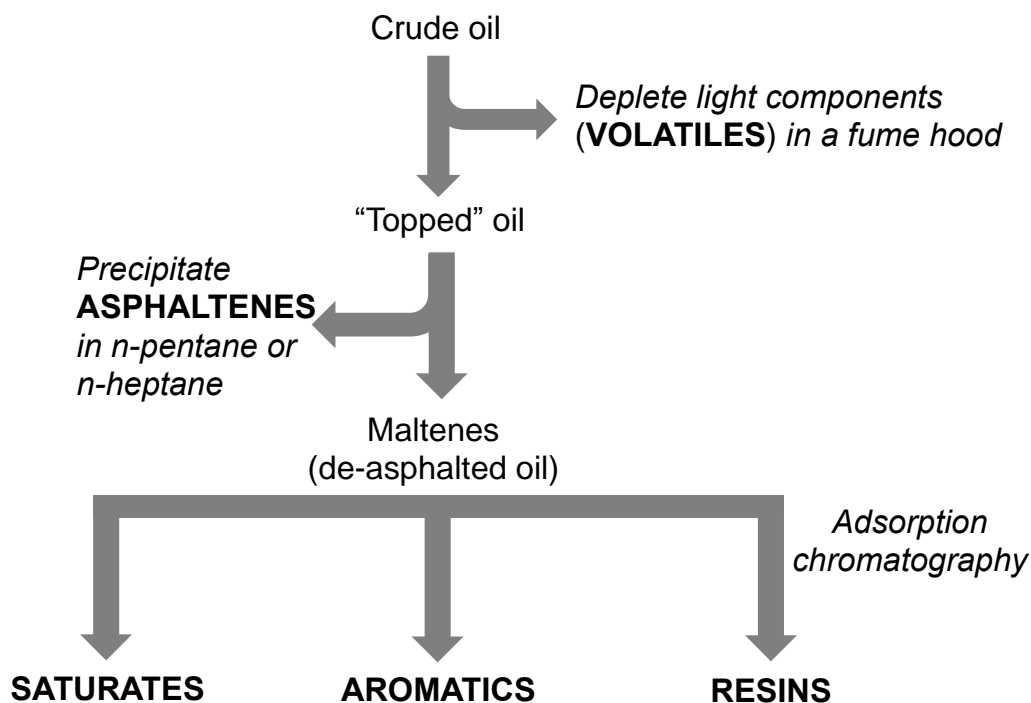 Crude oil
Deplete light components
(VOLATILES) in a fume hood
“Topped” oil
Precipitate
ASPHALTENES
in n-pentane or
n-heptane
Maltenes
(de-asphalted oil)
Adsorption
chromatography
SATURATES
AROMATICS
RESINS